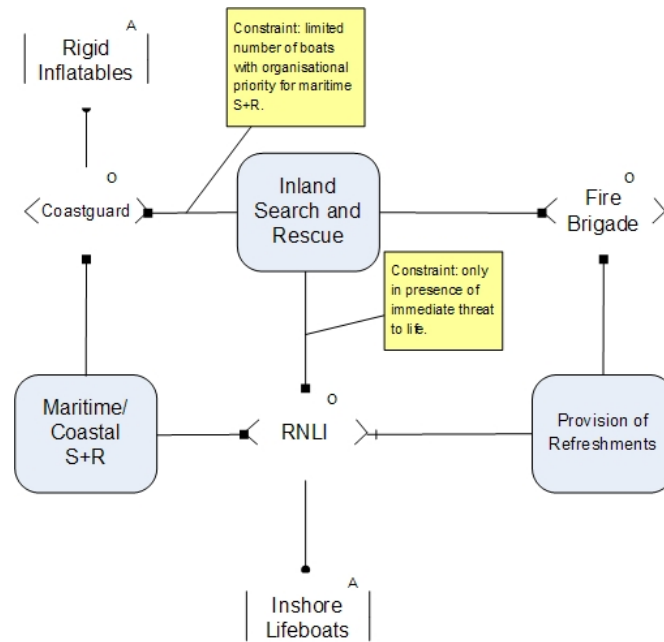 A
Rigid
Inflatables
Constraint: limited
number of boats
with organisational
priority for maritime
S+R.
O
Coastguard
Inland
Search and
Rescue
O
Fire
Brigade
Constraint: only
in presence of
immediate threat
to life.
Maritime/
Coastal
S+R
O
RNLI
Provision of
Refreshments
A
Inshore
Lifeboats